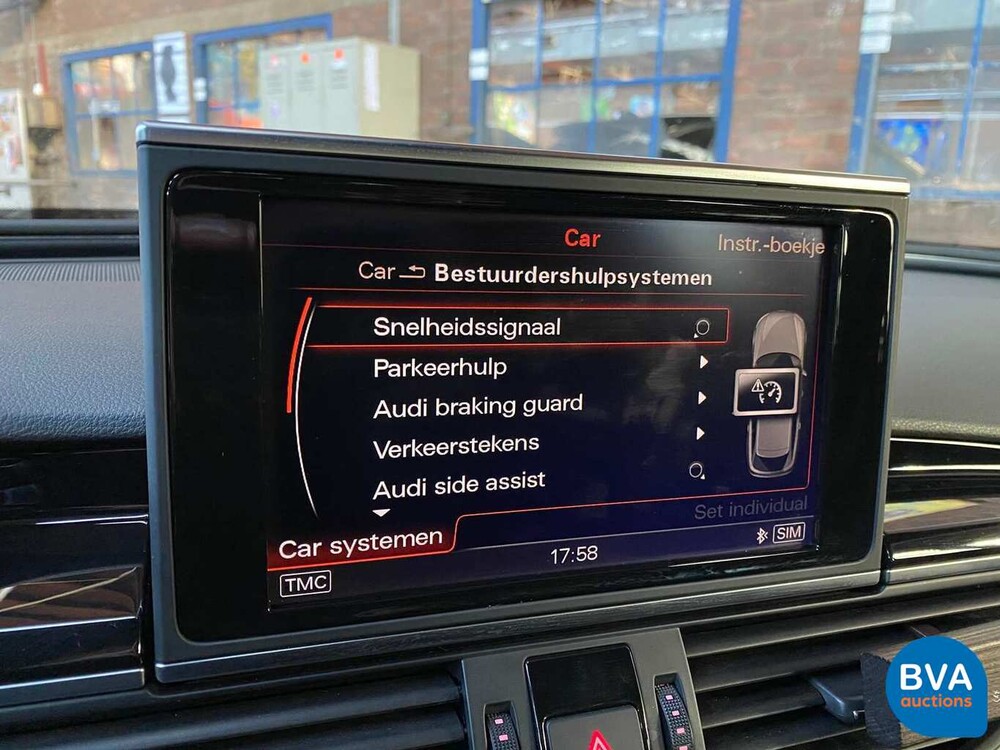 Car
Instr.-boekje
Car Bestuurdershulpsystemen
Snelheidssignaal
Parkeerhulp
Audi braking guard
Verkeerstekens
Audi side assist
Set individual
Car systemen
17:58
SIM
TMC
BVA
auctions